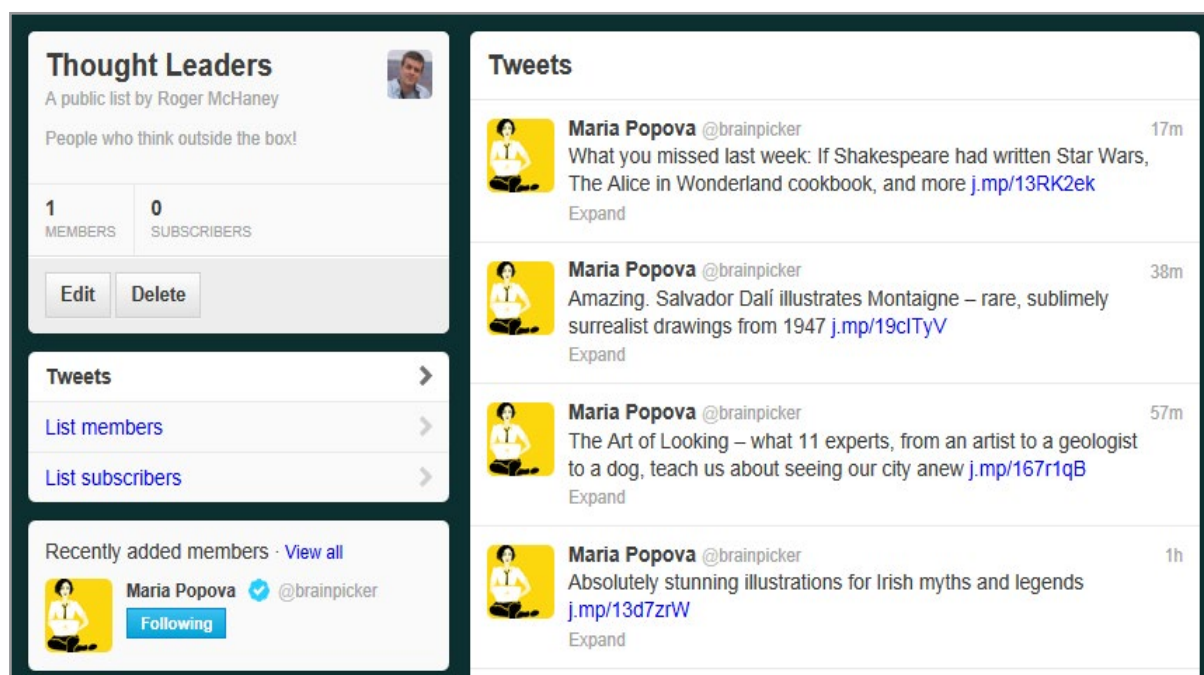 Thought Leaders
A public list by Roger McHaney
People who think outside the box!
1
MEMBERS
0
SUBSCRIBERS
Edit
Delete
Tweets
List members
List subscribers
Recently added members · View all
Maria Popova @brainpicker
Following
Tweets
Maria Popova @brainpicker 17m
What you missed last week: If Shakespeare had written Star Wars,
The Alice in Wonderland cookbook, and more j.mp/13RK2ek
Expand
Maria Popova @brainpicker 38m
Amazing. Salvador Dalí illustrates Montaigne – rare, sublimely
surrealist drawings from 1947 j.mp/19cITyV
Expand
Maria Popova @brainpicker 57m
The Art of Looking – what 11 experts, from an artist to a geologist
to a dog, teach us about seeing our city anew j.mp/167r1qB
Expand
Maria Popova @brainpicker 1h
Absolutely stunning illustrations for Irish myths and legends
j.mp/13d7zrW
Expand